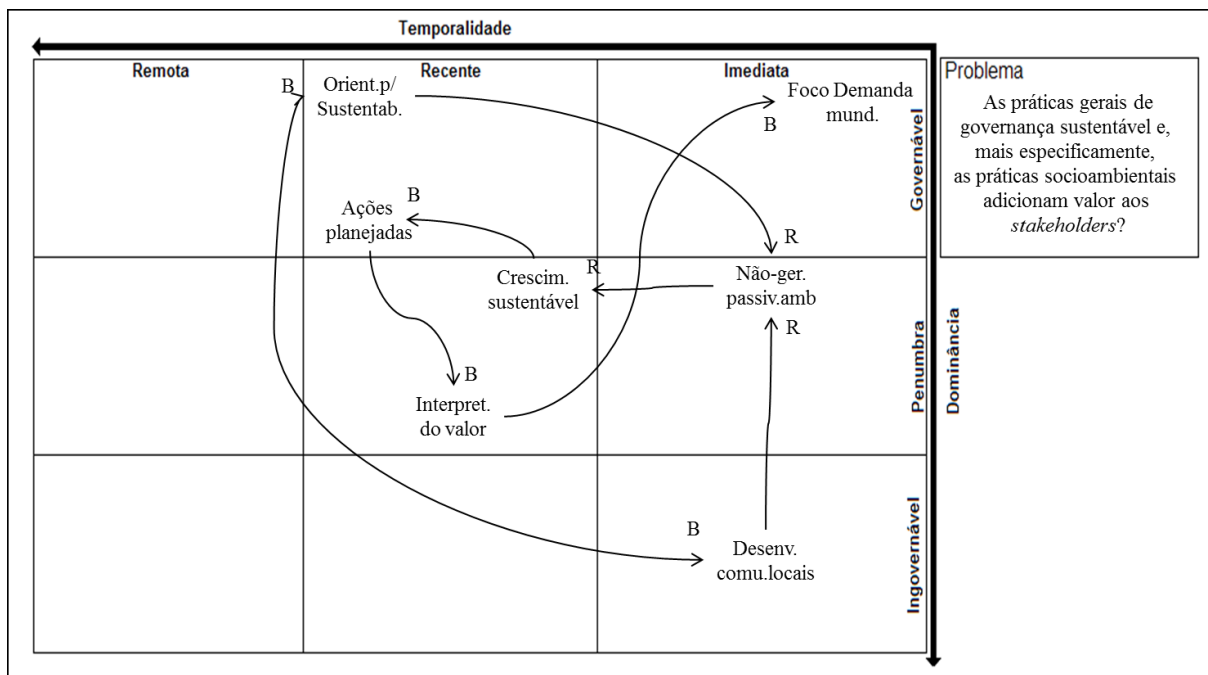 Temporalidade
Remota
Recente
Imediata
Problema
As práticas gerais de
governança sustentável e,
mais especificamente,
as práticas socioambientais
adicionam valor aos
stakeholders?
B
Orient.p/
Sustentab.
Foco Demanda
mund.
B
Governável
Ações
planejadas
B
R
Crescim.
sustentável
R
Não-ger.
passiv.amb
R
B
Interpret.
do valor
Penumbra
Dominância
B
Desenv.
comu.locais
Ingovernável